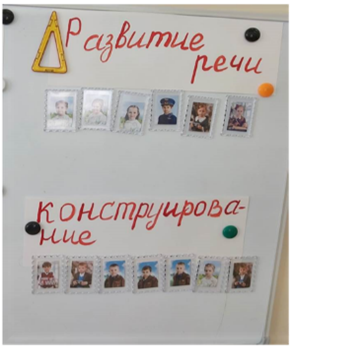 Развитие
речи
конструирова-
ние